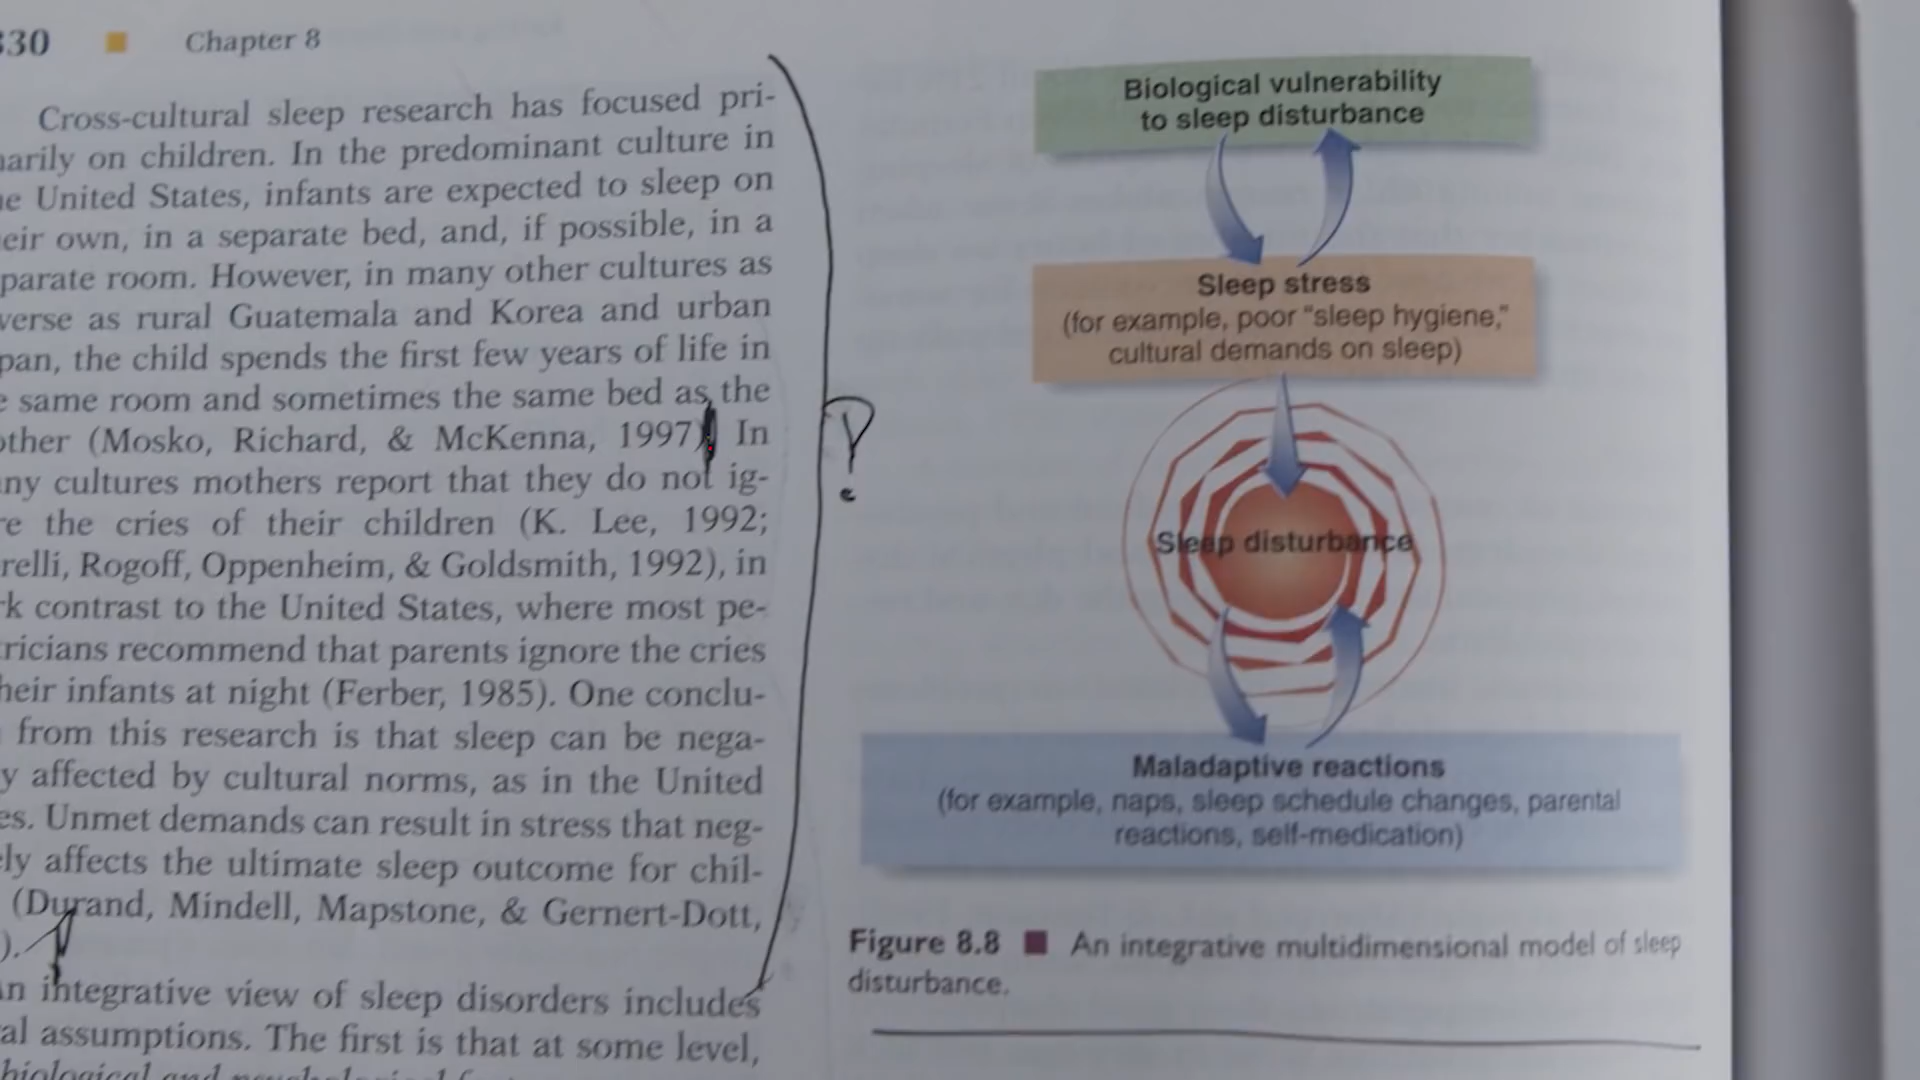 330 ■ Chapter 8
Cross-cultural sleep research has focused pri-
arily on children. In the predominant culture in
e United States, infants are expected to sleep on
eir own, in a separate bed, and, if possible, in a
parate room. However, in many other cultures as
verse as rural Guatemala and Korea and urban
pan, the child spends the first few years of life in
e same room and sometimes the same bed as the
other (Mosko, Richard, & McKenna, 1997). In
ny cultures mothers report that they do not ig-
re the cries of their children (K. Lee, 1992;
relli, Rogoff, Oppenheim, & Goldsmith, 1992), in
rk contrast to the United States, where most pe-
tricians recommend that parents ignore the cries
heir infants at night (Ferber, 1985). One conclu-
from this research is that sleep can be nega-
y affected by cultural norms, as in the United
es. Unmet demands can result in stress that neg-
ely affects the ultimate sleep outcome for chil-
(Durand, Mindell, Mapstone, & Gernert-Dott,
).
n integrative view of sleep disorders includes
al assumptions. The first is that at some level,
biological and psychological
?
Biological vulnerability
to sleep disturbance
Sleep stress
(for example, poor “sleep hygiene,”
cultural demands on sleep)
Sleep disturbance
Maladaptive reactions
(for example, naps, sleep schedule changes, parental
reactions, self-medication)
Figure 8.8 ■ An integrative multidimensional model of sleep
disturbance.